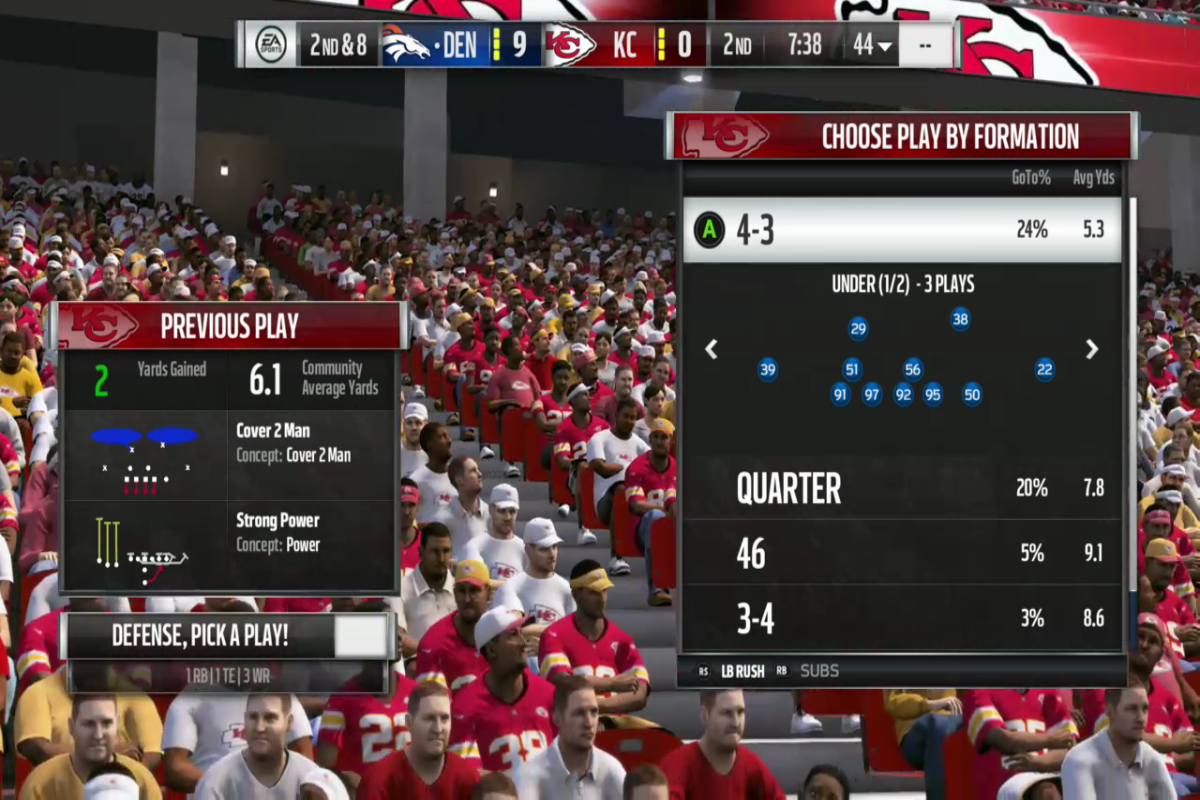 EA SPORTS 2ND & 8 DEN 9 KC 0 2ND 7:38 44 --
CHOOSE PLAY BY FORMATION
GoTo% Avg Yds
A 4-3 24% 5.3
UNDER (1/2) - 3 PLAYS
29 38
39 51 56 22
91 97 92 95 50
QUARTER 20% 7.8
46 5% 9.1
3-4 3% 8.6
RS LB RUSH RB SUBS
KC PREVIOUS PLAY
2 Yards Gained 6.1 Community
Average Yards
Cover 2 Man
Concept: Cover 2 Man
Strong Power
Concept: Power
DEFENSE, PICK A PLAY!
1 RB | 1 TE | 3 WR